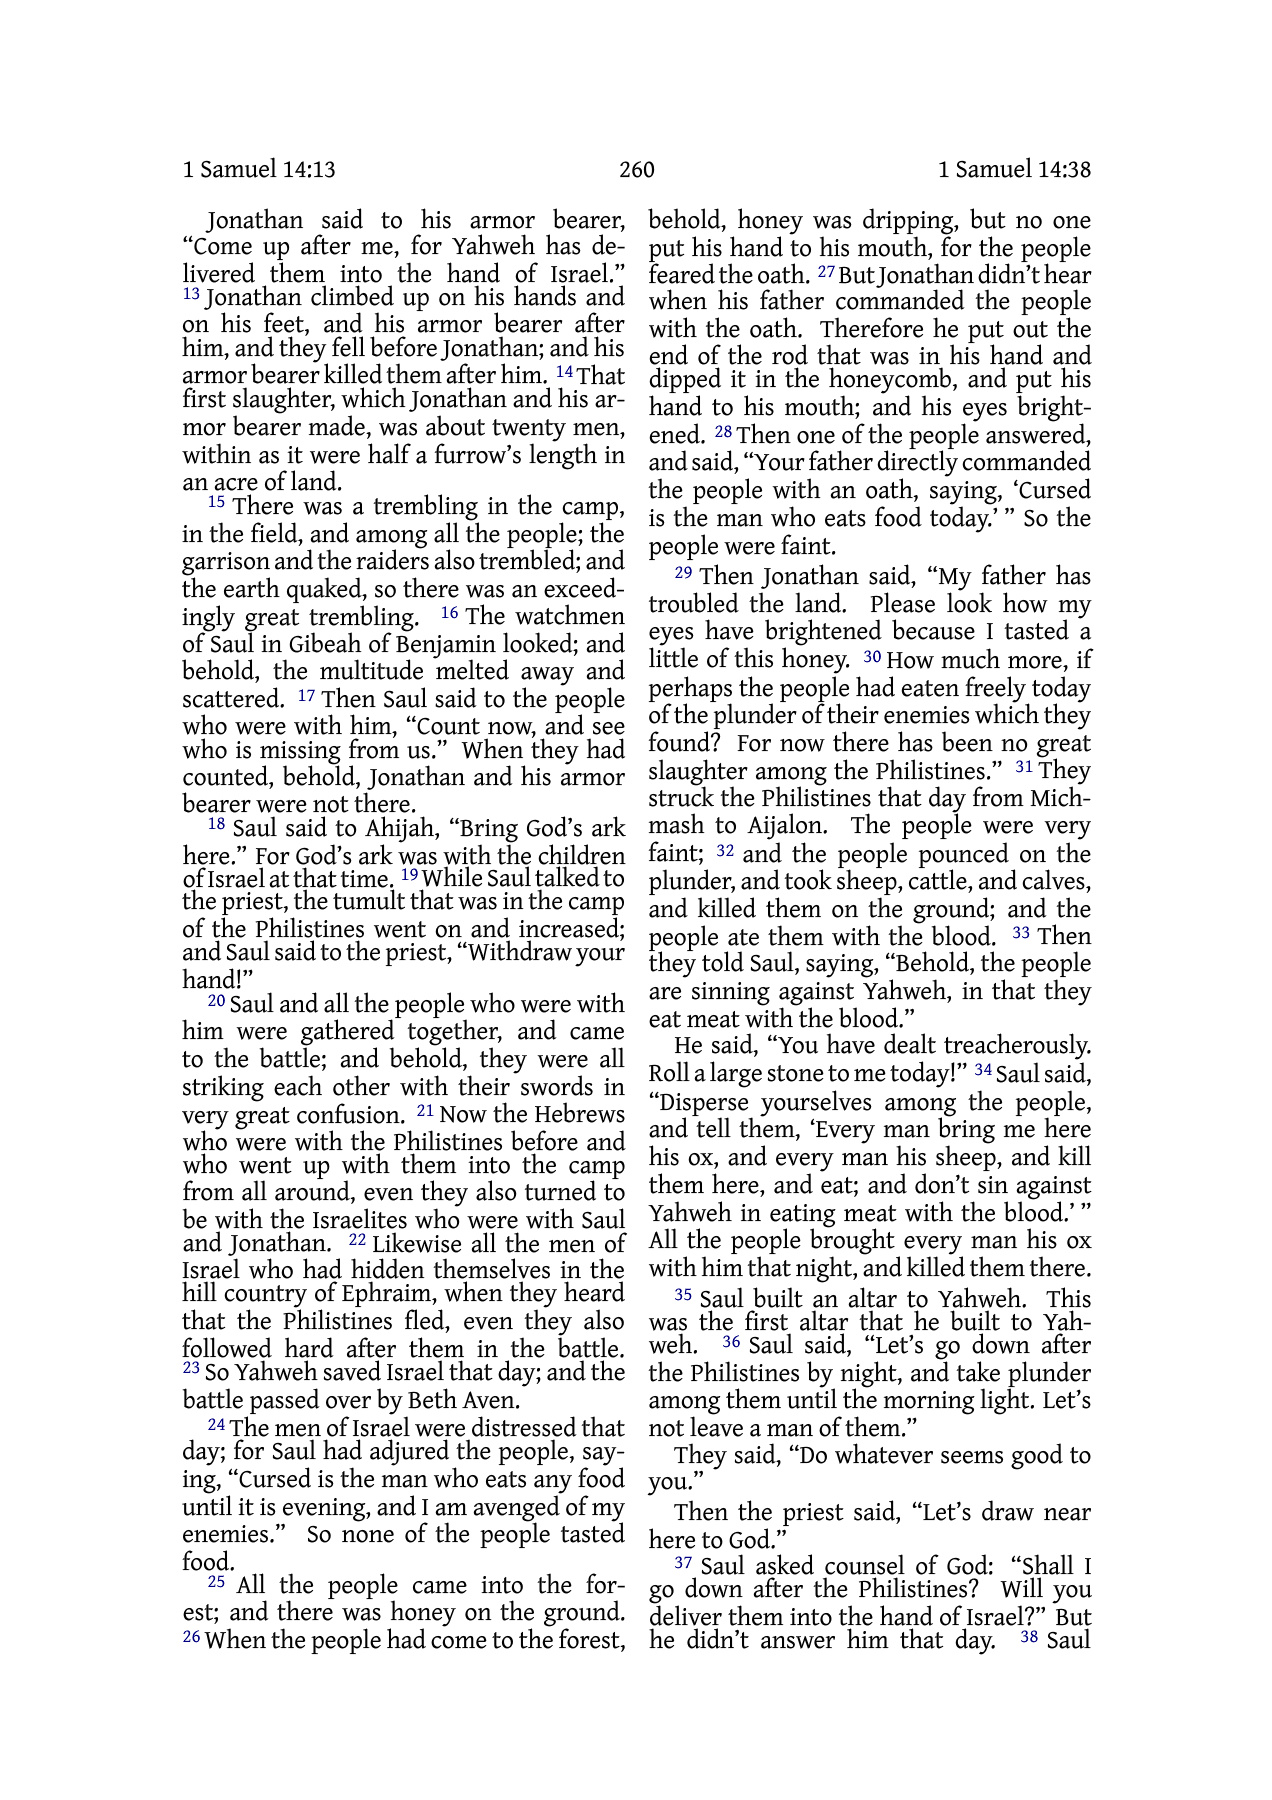 1 Samuel 14:13 260 1 Samuel 14:38
Jonathan said to his armor bearer,
“Come up after me, for Yahweh has de-
livered them into the hand of Israel.”
13 Jonathan climbed up on his hands and
on his feet, and his armor bearer after
him, and they fell before Jonathan; and his
armor bearer killed them after him. 14 That
first slaughter, which Jonathan and his ar-
mor bearer made, was about twenty men,
within as it were half a furrow’s length in
an acre of land.
15 There was a trembling in the camp,
in the field, and among all the people; the
garrison and the raiders also trembled; and
the earth quaked, so there was an exceed-
ingly great trembling. 16 The watchmen
of Saul in Gibeah of Benjamin looked; and
behold, the multitude melted away and
scattered. 17 Then Saul said to the people
who were with him, “Count now, and see
who is missing from us.” When they had
counted, behold, Jonathan and his armor
bearer were not there.
18 Saul said to Ahijah, “Bring God’s ark
here.” For God’s ark was with the children
of Israel at that time. 19 While Saul talked to
the priest, the tumult that was in the camp
of the Philistines went on and increased;
and Saul said to the priest, “Withdraw your
hand!”
20 Saul and all the people who were with
him were gathered together, and came
to the battle; and behold, they were all
striking each other with their swords in
very great confusion. 21 Now the Hebrews
who were with the Philistines before and
who went up with them into the camp
from all around, even they also turned to
be with the Israelites who were with Saul
and Jonathan. 22 Likewise all the men of
Israel who had hidden themselves in the
hill country of Ephraim, when they heard
that the Philistines fled, even they also
followed hard after them in the battle.
23 So Yahweh saved Israel that day; and the
battle passed over by Beth Aven.
24 The men of Israel were distressed that
day; for Saul had adjured the people, say-
ing, “Cursed is the man who eats any food
until it is evening, and I am avenged of my
enemies.” So none of the people tasted
food.
25 All the people came into the for-
est; and there was honey on the ground.
26 When the people had come to the forest,
behold, honey was dripping, but no one
put his hand to his mouth, for the people
feared the oath. 27 But Jonathan didn’t hear
when his father commanded the people
with the oath. Therefore he put out the
end of the rod that was in his hand and
dipped it in the honeycomb, and put his
hand to his mouth; and his eyes bright-
ened. 28 Then one of the people answered,
and said, “Your father directly commanded
the people with an oath, saying, ‘Cursed
is the man who eats food today.’ ” So the
people were faint.
29 Then Jonathan said, “My father has
troubled the land. Please look how my
eyes have brightened because I tasted a
little of this honey. 30 How much more, if
perhaps the people had eaten freely today
of the plunder of their enemies which they
found? For now there has been no great
slaughter among the Philistines.” 31 They
struck the Philistines that day from Mich-
mash to Aijalon. The people were very
faint; 32 and the people pounced on the
plunder, and took sheep, cattle, and calves,
and killed them on the ground; and the
people ate them with the blood. 33 Then
they told Saul, saying, “Behold, the people
are sinning against Yahweh, in that they
eat meat with the blood.”
He said, “You have dealt treacherously.
Roll a large stone to me today!” 34 Saul said,
“Disperse yourselves among the people,
and tell them, ‘Every man bring me here
his ox, and every man his sheep, and kill
them here, and eat; and don’t sin against
Yahweh in eating meat with the blood.’ ”
All the people brought every man his ox
with him that night, and killed them there.
35 Saul built an altar to Yahweh. This
was the first altar that he built to Yah-
weh. 36 Saul said, “Let’s go down after
the Philistines by night, and take plunder
among them until the morning light. Let’s
not leave a man of them.”
They said, “Do whatever seems good to
you.”
Then the priest said, “Let’s draw near
here to God.”
37 Saul asked counsel of God: “Shall I
go down after the Philistines? Will you
deliver them into the hand of Israel?” But
he didn’t answer him that day. 38 Saul